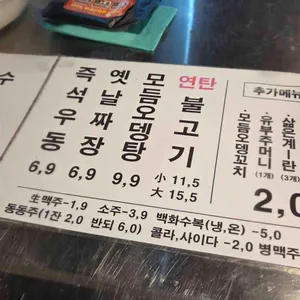 수
즉석우동
6,9
옛날짜장
6,9
모듬오뎅탕
9,9
연탄불고기
小 11,5
大 15,5
추가메뉴
·모듬오뎅꼬치
·유부주머니
(1개)
·삶은계란
(3개)
2,0
生맥주-1,9 소주-3,9 백화수복(냉,온) -5,0
동동주(1잔 2,0 반되 6,0) 콜라,사이다 -2,0 병맥주